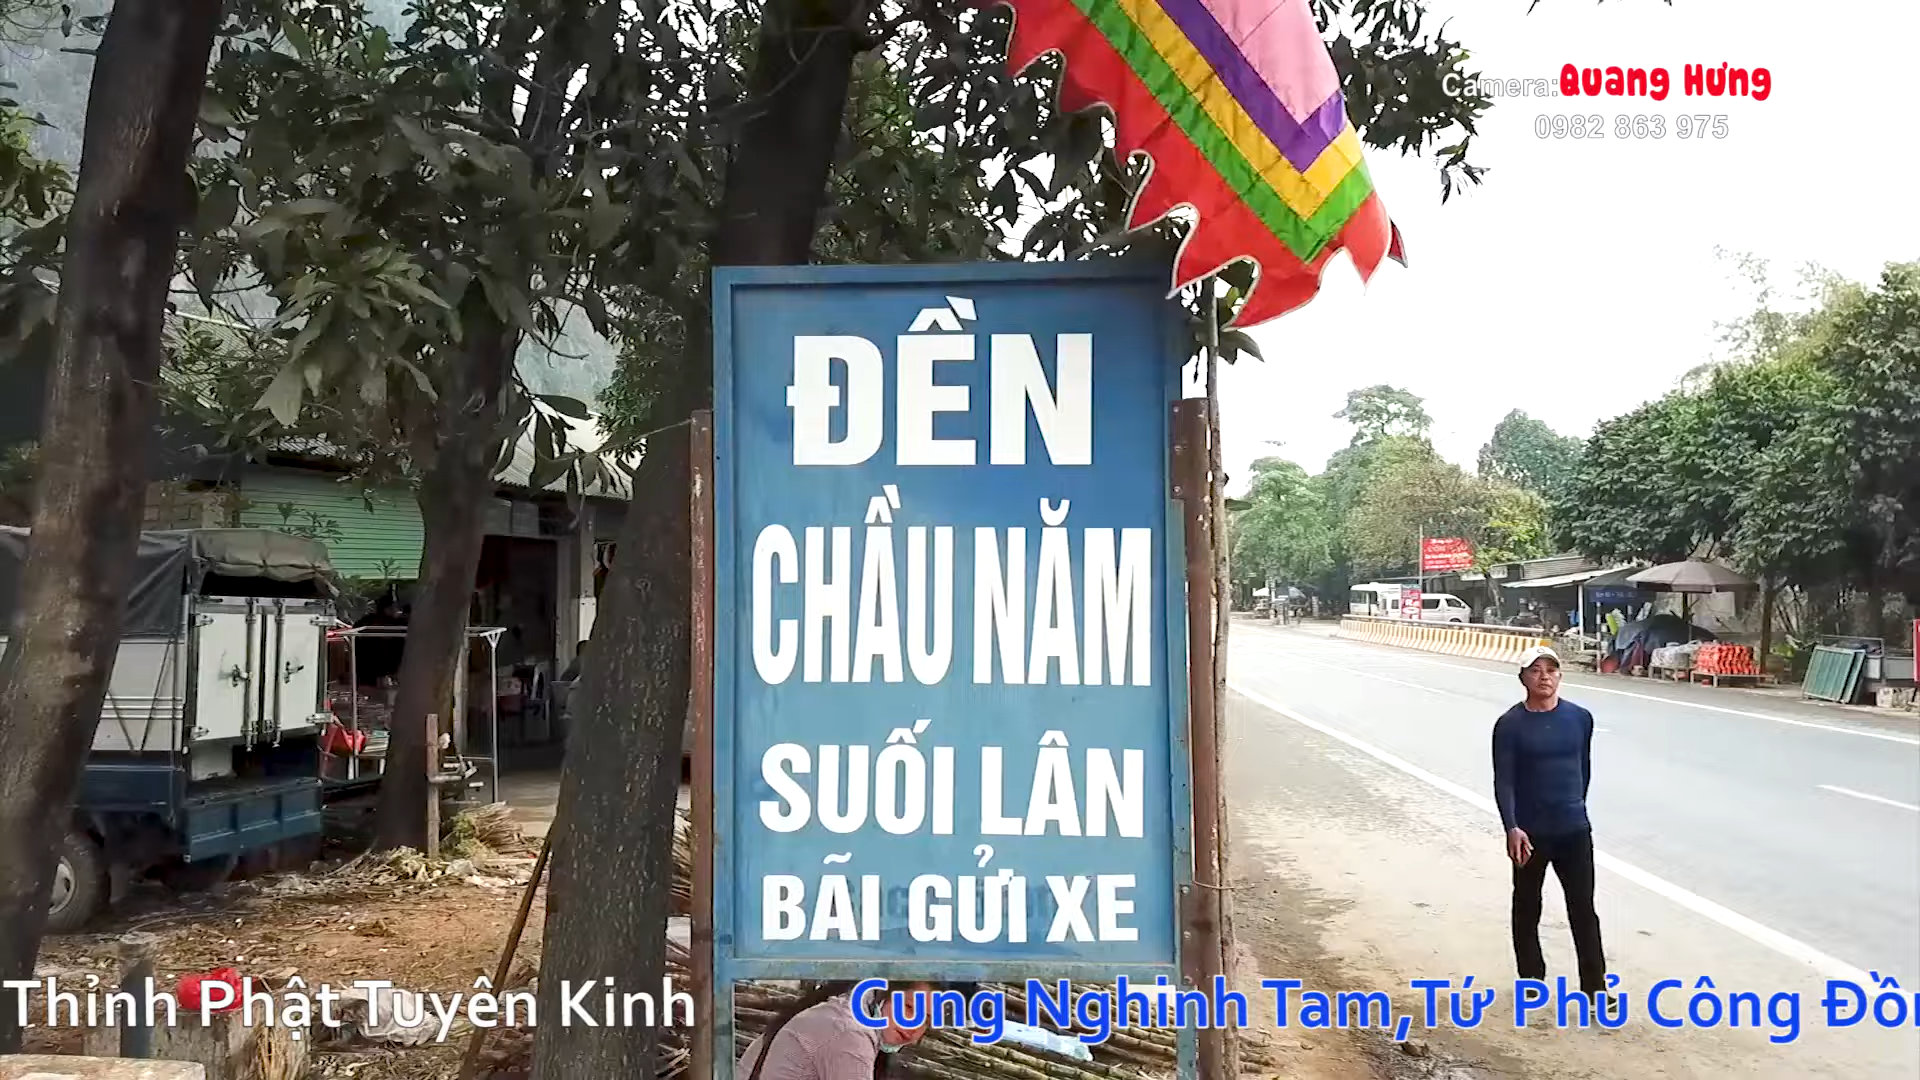 Camera:Quang Hưng
0982 863 975
ĐỀN
CHẦU NĂM
SUỐI LÂN
BÃI GỬI XE
Thỉnh Phật Tuyên Kinh
Cung Nghinh Tam,Tứ Phủ Công Đồn